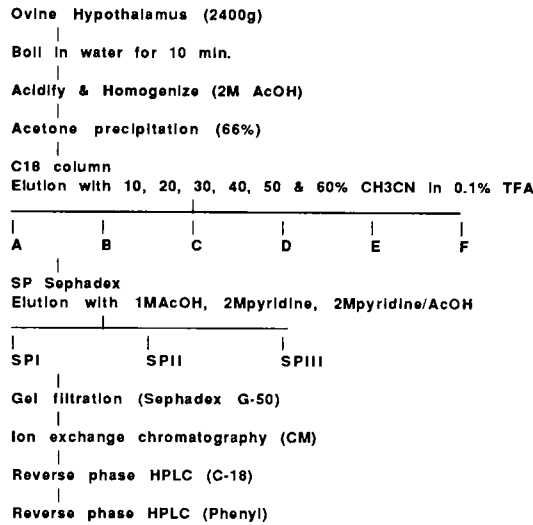 Ovine Hypothalamus (2400g)
Boil in water for 10 min.
Acidify & Homogenize (2M AcOH)
Acetone precipitation (66%)
C18 column
Elution with 10, 20, 30, 40, 50 & 60% CH3CN in 0.1% TFA
A B C D E F
SP Sephadex
Elution with 1MAcOH, 2Mpyridine, 2Mpyridine/AcOH
SPI SPII SPIII
Gel filtration (Sephadex G-50)
Ion exchange chromatography (CM)
Reverse phase HPLC (C-18)
Reverse phase HPLC (Phenyl)